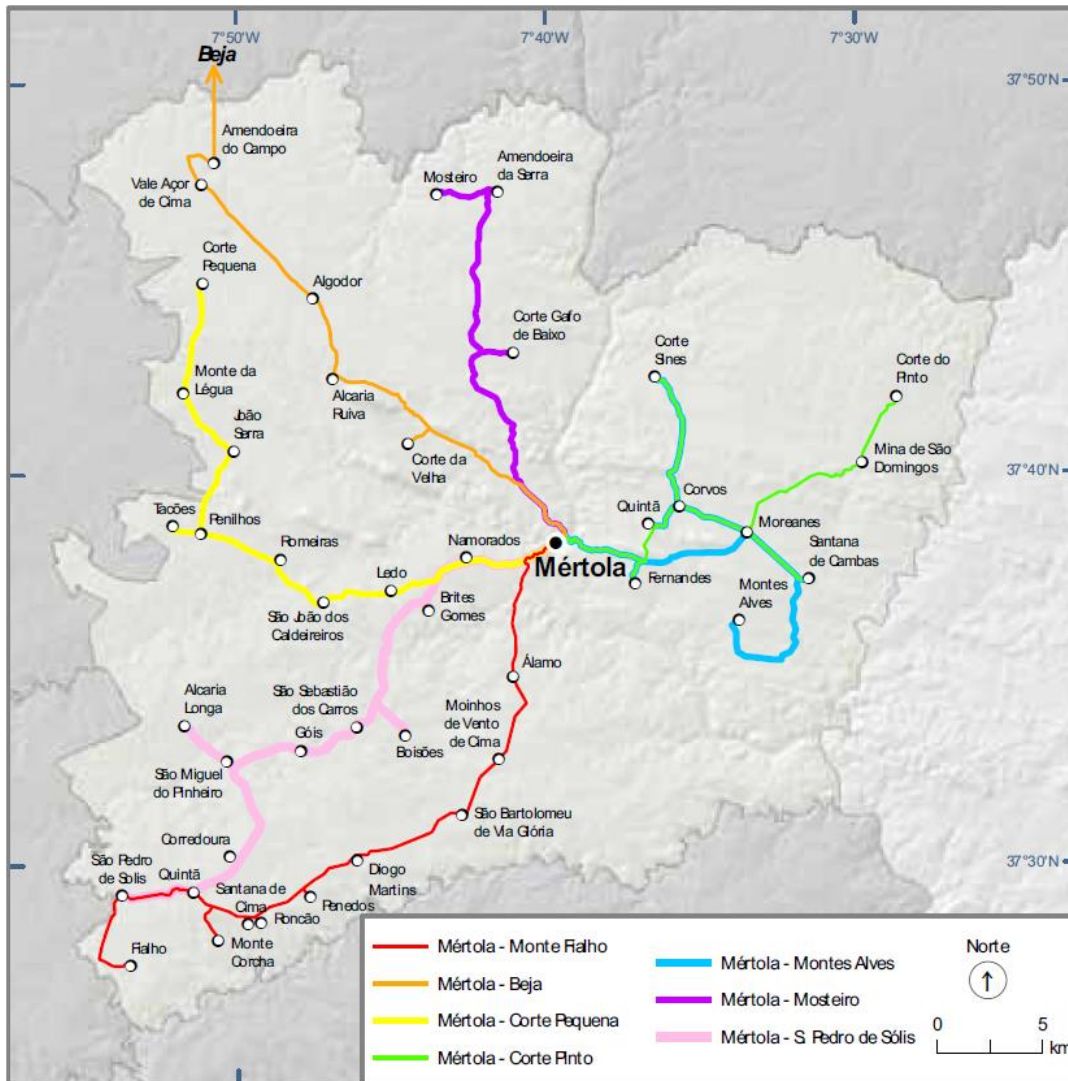 7°50'W
7°40'W
7°30'W
Beja
37°50'N
Amendoeira
do Campo
Mosteiro
Amendoeira
da Serra
Vale Açor
de Cima
Corte
Pequena
Algodor
Corte Gafo
de Baixo
Corte
Sines
Corte do
Pinto
Monte da
Légua
Alcaria
Ruiva
João
Serra
Corte da
Velha
Mina de São
Domingos
37°40'N
Corvos
Quintã
Tacões
Penilhos
Moreanes
Namorados
Mértola
Romeiras
Santana
de Cambas
Ledo
Fernandes
Montes
Alves
Brites
Gomes
São João dos
Caldeireiros
Álamo
Alcaria
Longa
São Sebastião
dos Carros
Moinhos
de Vento
de Cima
Góis
Boisões
São Miguel
do Pinheiro
São Bartolomeu
de Via Glória
Corredoura
37°30'N
São Pedro
de Solis
Quintã
Diogo
Martins
Santana de
Cima
Penedos
Roncão
Monte
Corcha
Fialho
Mértola - Monte Fialho
Mértola - Beja
Mértola - Corte Pequena
Mértola - Corte Pinto
Mértola - Montes Alves
Mértola - Mosteiro
Mértola - S. Pedro de Sólis
Norte
0 5
km